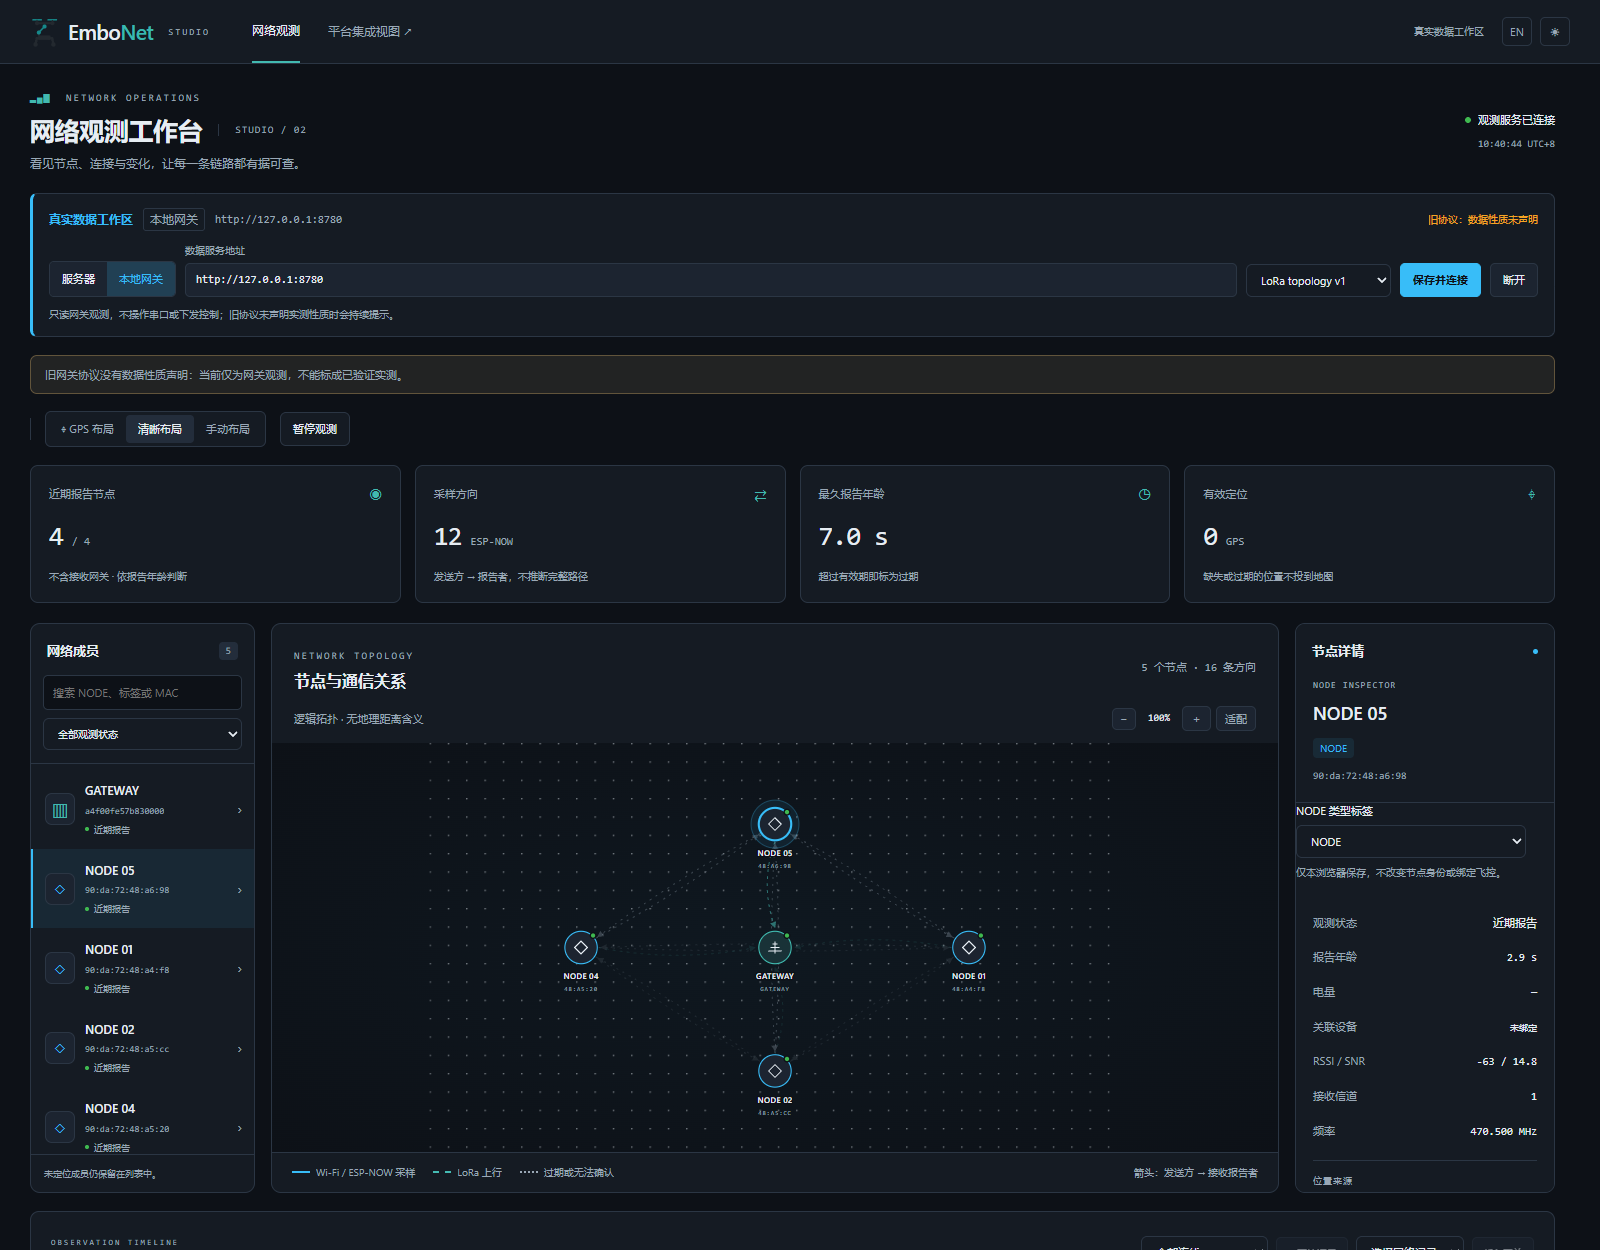 EmboNet STUDIO 网络观测 平台集成视图 ↗ 真实数据工作区 EN
NETWORK OPERATIONS
网络观测工作台 STUDIO / 02
看见节点、连接与变化，让每一条链路都有据可查。
观测服务已连接
10:40:44 UTC+8
真实数据工作区 本地网关 http://127.0.0.1:8780 旧协议：数据性质未声明
数据服务地址
服务器 本地网关 http://127.0.0.1:8780 LoRa topology v1 保存并连接 断开
只读网关观测，不操作串口或下发控制；旧协议未声明实测性质时会持续提示。
旧网关协议没有数据性质声明：当前仅为网关观测，不能标成已验证实测。
GPS 布局 清晰布局 手动布局 暂停观测
近期报告节点
4 / 4
不含接收网关 · 依报告年龄判断
采样方向
12 ESP-NOW
发送方 → 报告者，不推断完整路径
最久报告年龄
7.0 s
超过有效期即标为过期
有效定位
0 GPS
缺失或过期的位置不投到地图
网络成员 5
搜索 NODE、标签或 MAC
全部观测状态
GATEWAY
a4f00fe57b830000
近期报告
NODE 05
90:da:72:48:a6:98
近期报告
NODE 01
90:da:72:48:a4:f8
近期报告
NODE 02
90:da:72:48:a5:cc
近期报告
NODE 04
90:da:72:48:a5:20
近期报告
未定位成员仍保留在列表中。
NETWORK TOPOLOGY
节点与通信关系
5 个节点 · 16 条方向
逻辑拓扑 · 无地理距离含义
− 100% + 适配
NODE 05
48:A6:98
NODE 04
48:A5:20
GATEWAY
GATEWAY
NODE 01
48:A4:F8
NODE 02
48:A5:CC
Wi-Fi / ESP-NOW 采样 LoRa 上行 过期或无法确认 箭头：发送方 → 接收报告者
节点详情
NODE INSPECTOR
NODE 05
NODE
90:da:72:48:a6:98
NODE 类型标签
NODE
仅本浏览器保存，不改变节点身份或绑定飞控。
观测状态 近期报告
报告年龄 2.9 s
电量 —
关联设备 未绑定
RSSI / SNR -63 / 14.8
接收信道 1
频率 470.500 MHz
位置来源
OBSERVATION TIMELINE